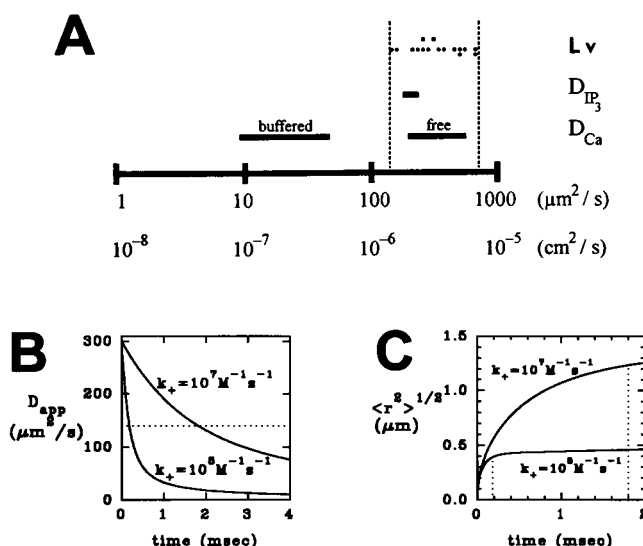 A
L v
D_IP3
buffered
free
D_Ca
1 10 100 1000 (μm²/s)
10⁻⁸ 10⁻⁷ 10⁻⁶ 10⁻⁵ (cm²/s)
B
300
200
100
0
D_app
(μm²/s)
k₊=10⁷M⁻¹s⁻¹
k₊=10⁸M⁻¹s⁻¹
0 1 2 3 4
time (msec)
C
1.5
1.0
0.5
0.0
<r²>^1/2
(μm)
k₊=10⁷M⁻¹s⁻¹
k₊=10⁸M⁻¹s⁻¹
0 1 2
time (msec)